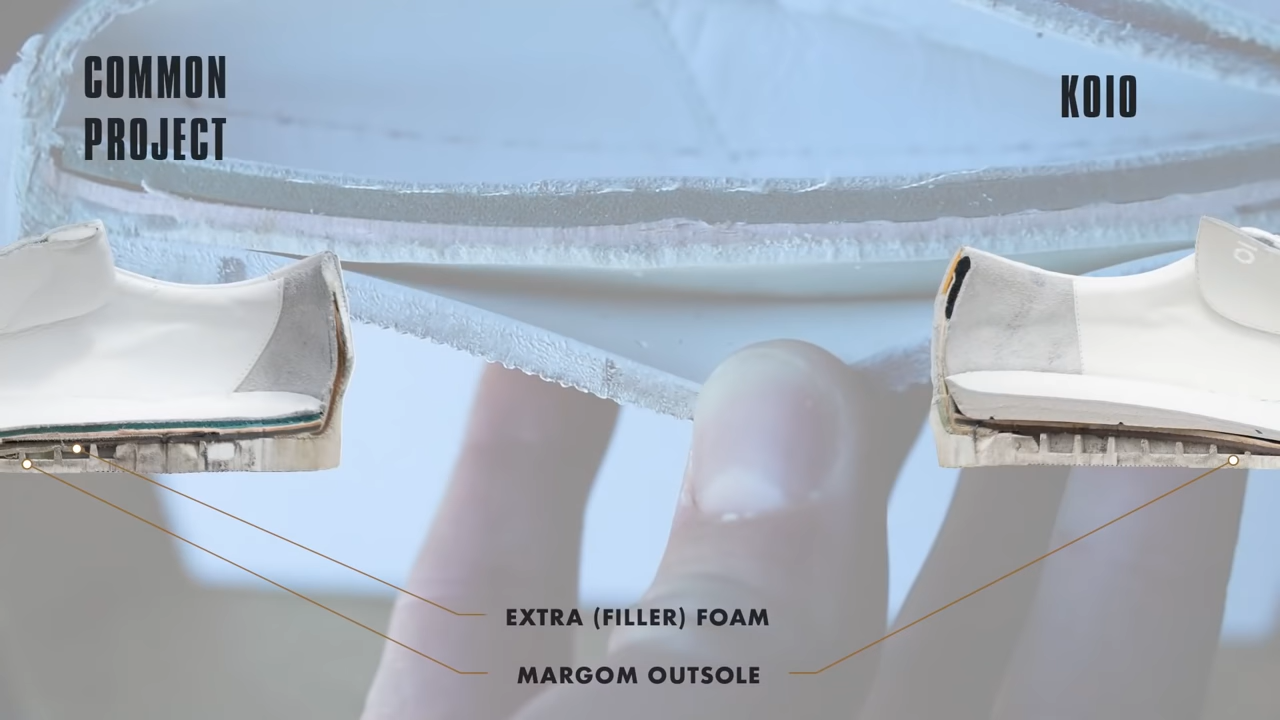 COMMON
PROJECT
KOIO
EXTRA (FILLER) FOAM
MARGOM OUTSOLE